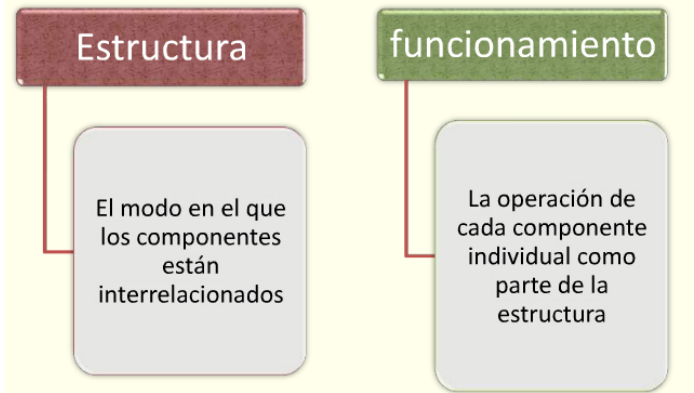 Estructura
El modo en el que
los componentes
están
interrelacionados
funcionamiento
La operación de
cada componente
individual como
parte de la
estructura